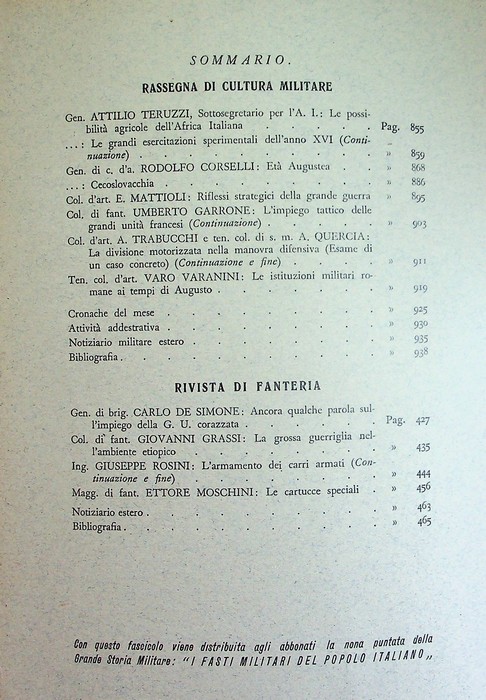 SOMMARIO.
RASSEGNA DI CULTURA MILITARE
Gen. ATTILIO TERUZZI, Sottosegretario per l'A. I.: Le possi-
bilità agricole dell'Africa Italiana . . . . . Pag. 855
...: Le grandi esercitazioni sperimentali dell'anno XVI (Conti-
nuazione) . . . . . . . . . . » 859
Gen. di c. d'a. RODOLFO CORSELLI: Età Augustea . . » 868
...: Cecoslovacchia . . . . . . . . . » 886
Col. d'art. E. MATTIOLI: Riflessi strategici della grande guerra » 895
Col. di fant. UMBERTO GARRONE: L'impiego tattico delle
grandi unità francesi (Continuazione) . . . . . » 903
Col. d'art. A. TRABUCCHI e ten. col. di s. m. A. QUERCIA:
La divisione motorizzata nella manovra difensiva (Esame di
un caso concreto) (Continuazione e fine) . . . . » 911
Ten. col. d'art. VARO VARANINI: Le istituzioni militari ro-
mane ai tempi di Augusto . . . . . . . » 919
Cronache del mese . . . . . . . . . » 925
Attività addestrativa . . . . . . . . . » 930
Notiziario militare estero . . . . . . . . » 935
Bibliografia . . . . . . . . . . . » 938
RIVISTA DI FANTERIA
Gen. di brig. CARLO DE SIMONE: Ancora qualche parola sul-
l'impiego della G. U. corazzata . . . . . . Pag. 427
Col. di fant. GIOVANNI GRASSI: La grossa guerriglia nel-
l'ambiente etiopico . . . . . . . . » 435
Ing. GIUSEPPE ROSINI: L'armamento dei carri armati (Con-
tinuazione e fine) . . . . . . . . » 444
Magg. di fant. ETTORE MOSCHINI: Le cartucce speciali . » 456
Notiziario estero . . . . . . . . . . » 463
Bibliografia . . . . . . . . . . . » 465
Con questo fascicolo viene distribuita agli abbonati la nona puntata della
Grande Storia Militare: "I FASTI MILITARI DEL POPOLO ITALIANO„